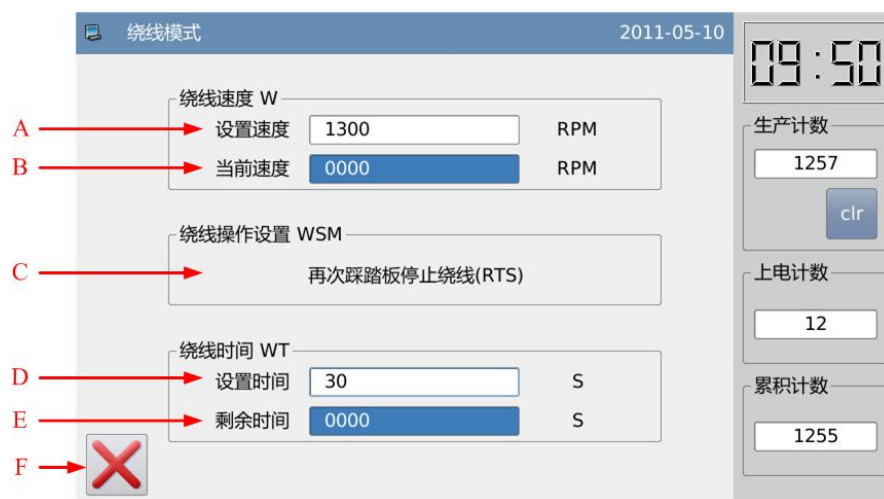 绕线模式 2011-05-10
09:50
绕线速度 W
A 设置速度 1300 RPM
B 当前速度 0000 RPM
绕线操作设置 WSM
C 再次踩踏板停止绕线(RTS)
绕线时间 WT
D 设置时间 30 S
E 剩余时间 0000 S
F
生产计数
1257
clr
上电计数
12
累积计数
1255